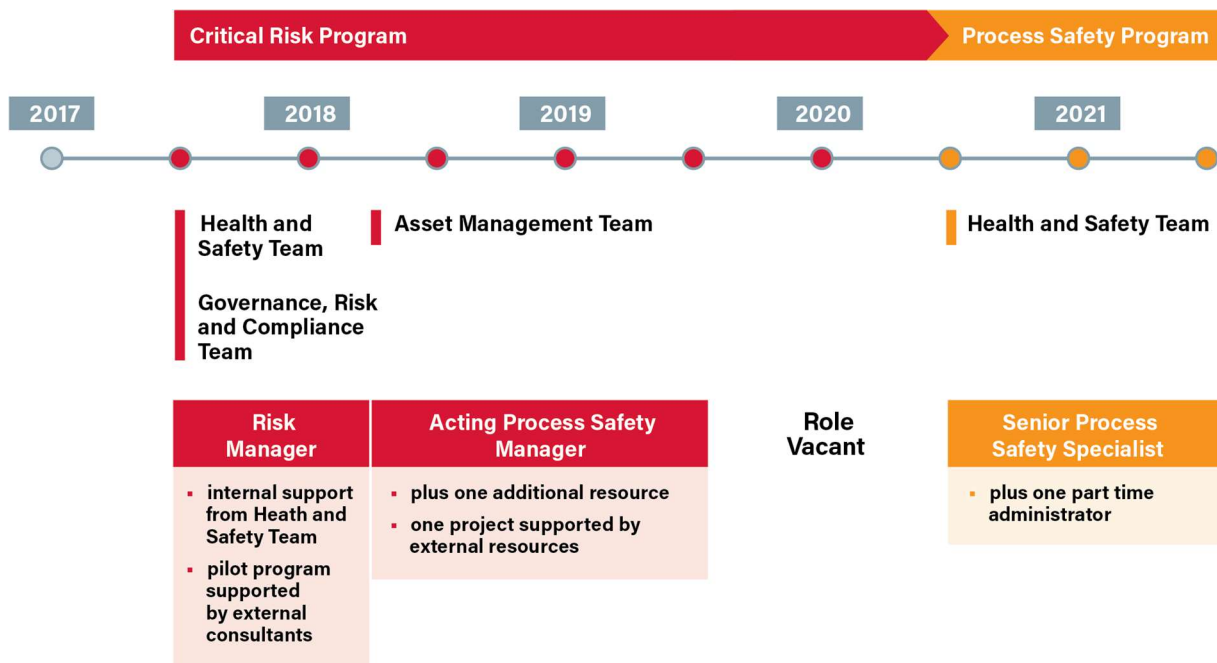 Critical Risk Program
Process Safety Program
2017
2018
2019
2020
2021
Health and
Safety Team
Governance, Risk
and Compliance
Team
Asset Management Team
Health and Safety Team
Risk
Manager
▪ internal support
from Heath and
Safety Team
▪ pilot program
supported
by external
consultants
Acting Process Safety
Manager
▪ plus one additional resource
▪ one project supported by
external resources
Role
Vacant
Senior Process
Safety Specialist
▪ plus one part time
administrator